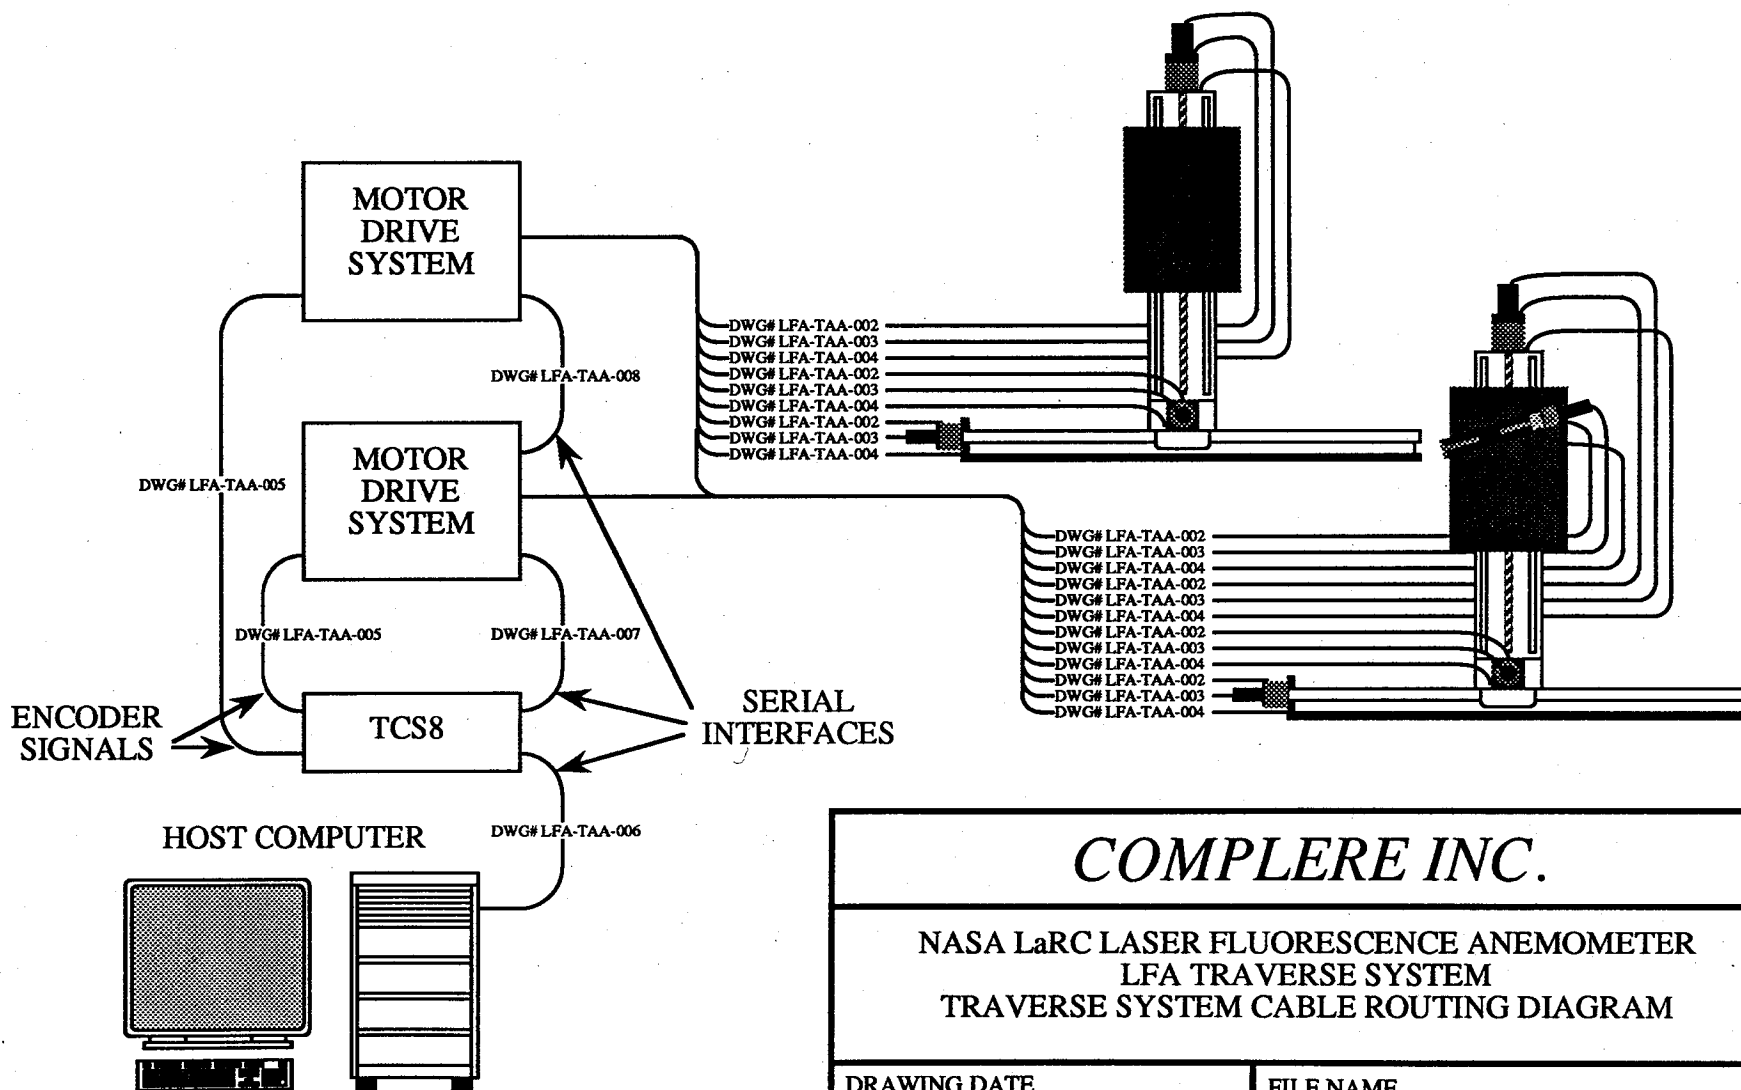 MOTOR
DRIVE
SYSTEM
DWG# LFA-TAA-002
DWG# LFA-TAA-003
DWG# LFA-TAA-004
DWG# LFA-TAA-002
DWG# LFA-TAA-003
DWG# LFA-TAA-004
DWG# LFA-TAA-002
DWG# LFA-TAA-003
DWG# LFA-TAA-004
DWG# LFA-TAA-008
MOTOR
DRIVE
SYSTEM
DWG# LFA-TAA-005
DWG# LFA-TAA-002
DWG# LFA-TAA-003
DWG# LFA-TAA-004
DWG# LFA-TAA-002
DWG# LFA-TAA-003
DWG# LFA-TAA-004
DWG# LFA-TAA-002
DWG# LFA-TAA-003
DWG# LFA-TAA-004
DWG# LFA-TAA-002
DWG# LFA-TAA-003
DWG# LFA-TAA-004
DWG# LFA-TAA-005
DWG# LFA-TAA-007
ENCODER
SIGNALS
TCS8
SERIAL
INTERFACES
HOST COMPUTER
DWG# LFA-TAA-006
COMPLERE INC.
NASA LaRC LASER FLUORESCENCE ANEMOMETER
LFA TRAVERSE SYSTEM
TRAVERSE SYSTEM CABLE ROUTING DIAGRAM
DRAWING DATE
FILE NAME